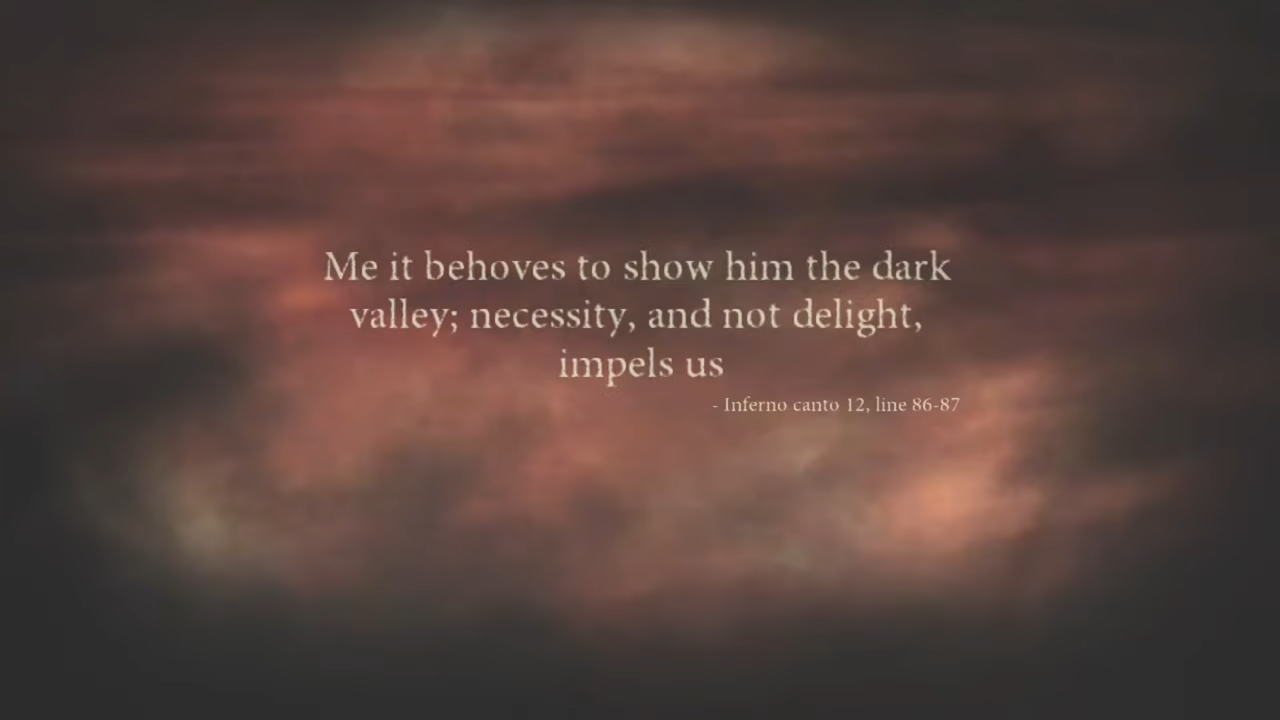 Me it behoves to show him the dark
valley; necessity, and not delight,
impels us
- Inferno canto 12, line 86-87